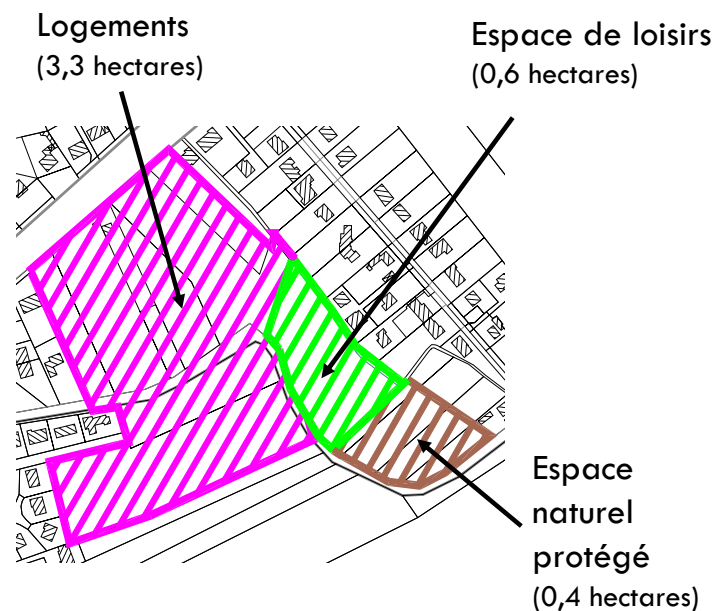 Logements
(3,3 hectares)
Espace de loisirs
(0,6 hectares)
Espace
naturel
protégé
(0,4 hectares)